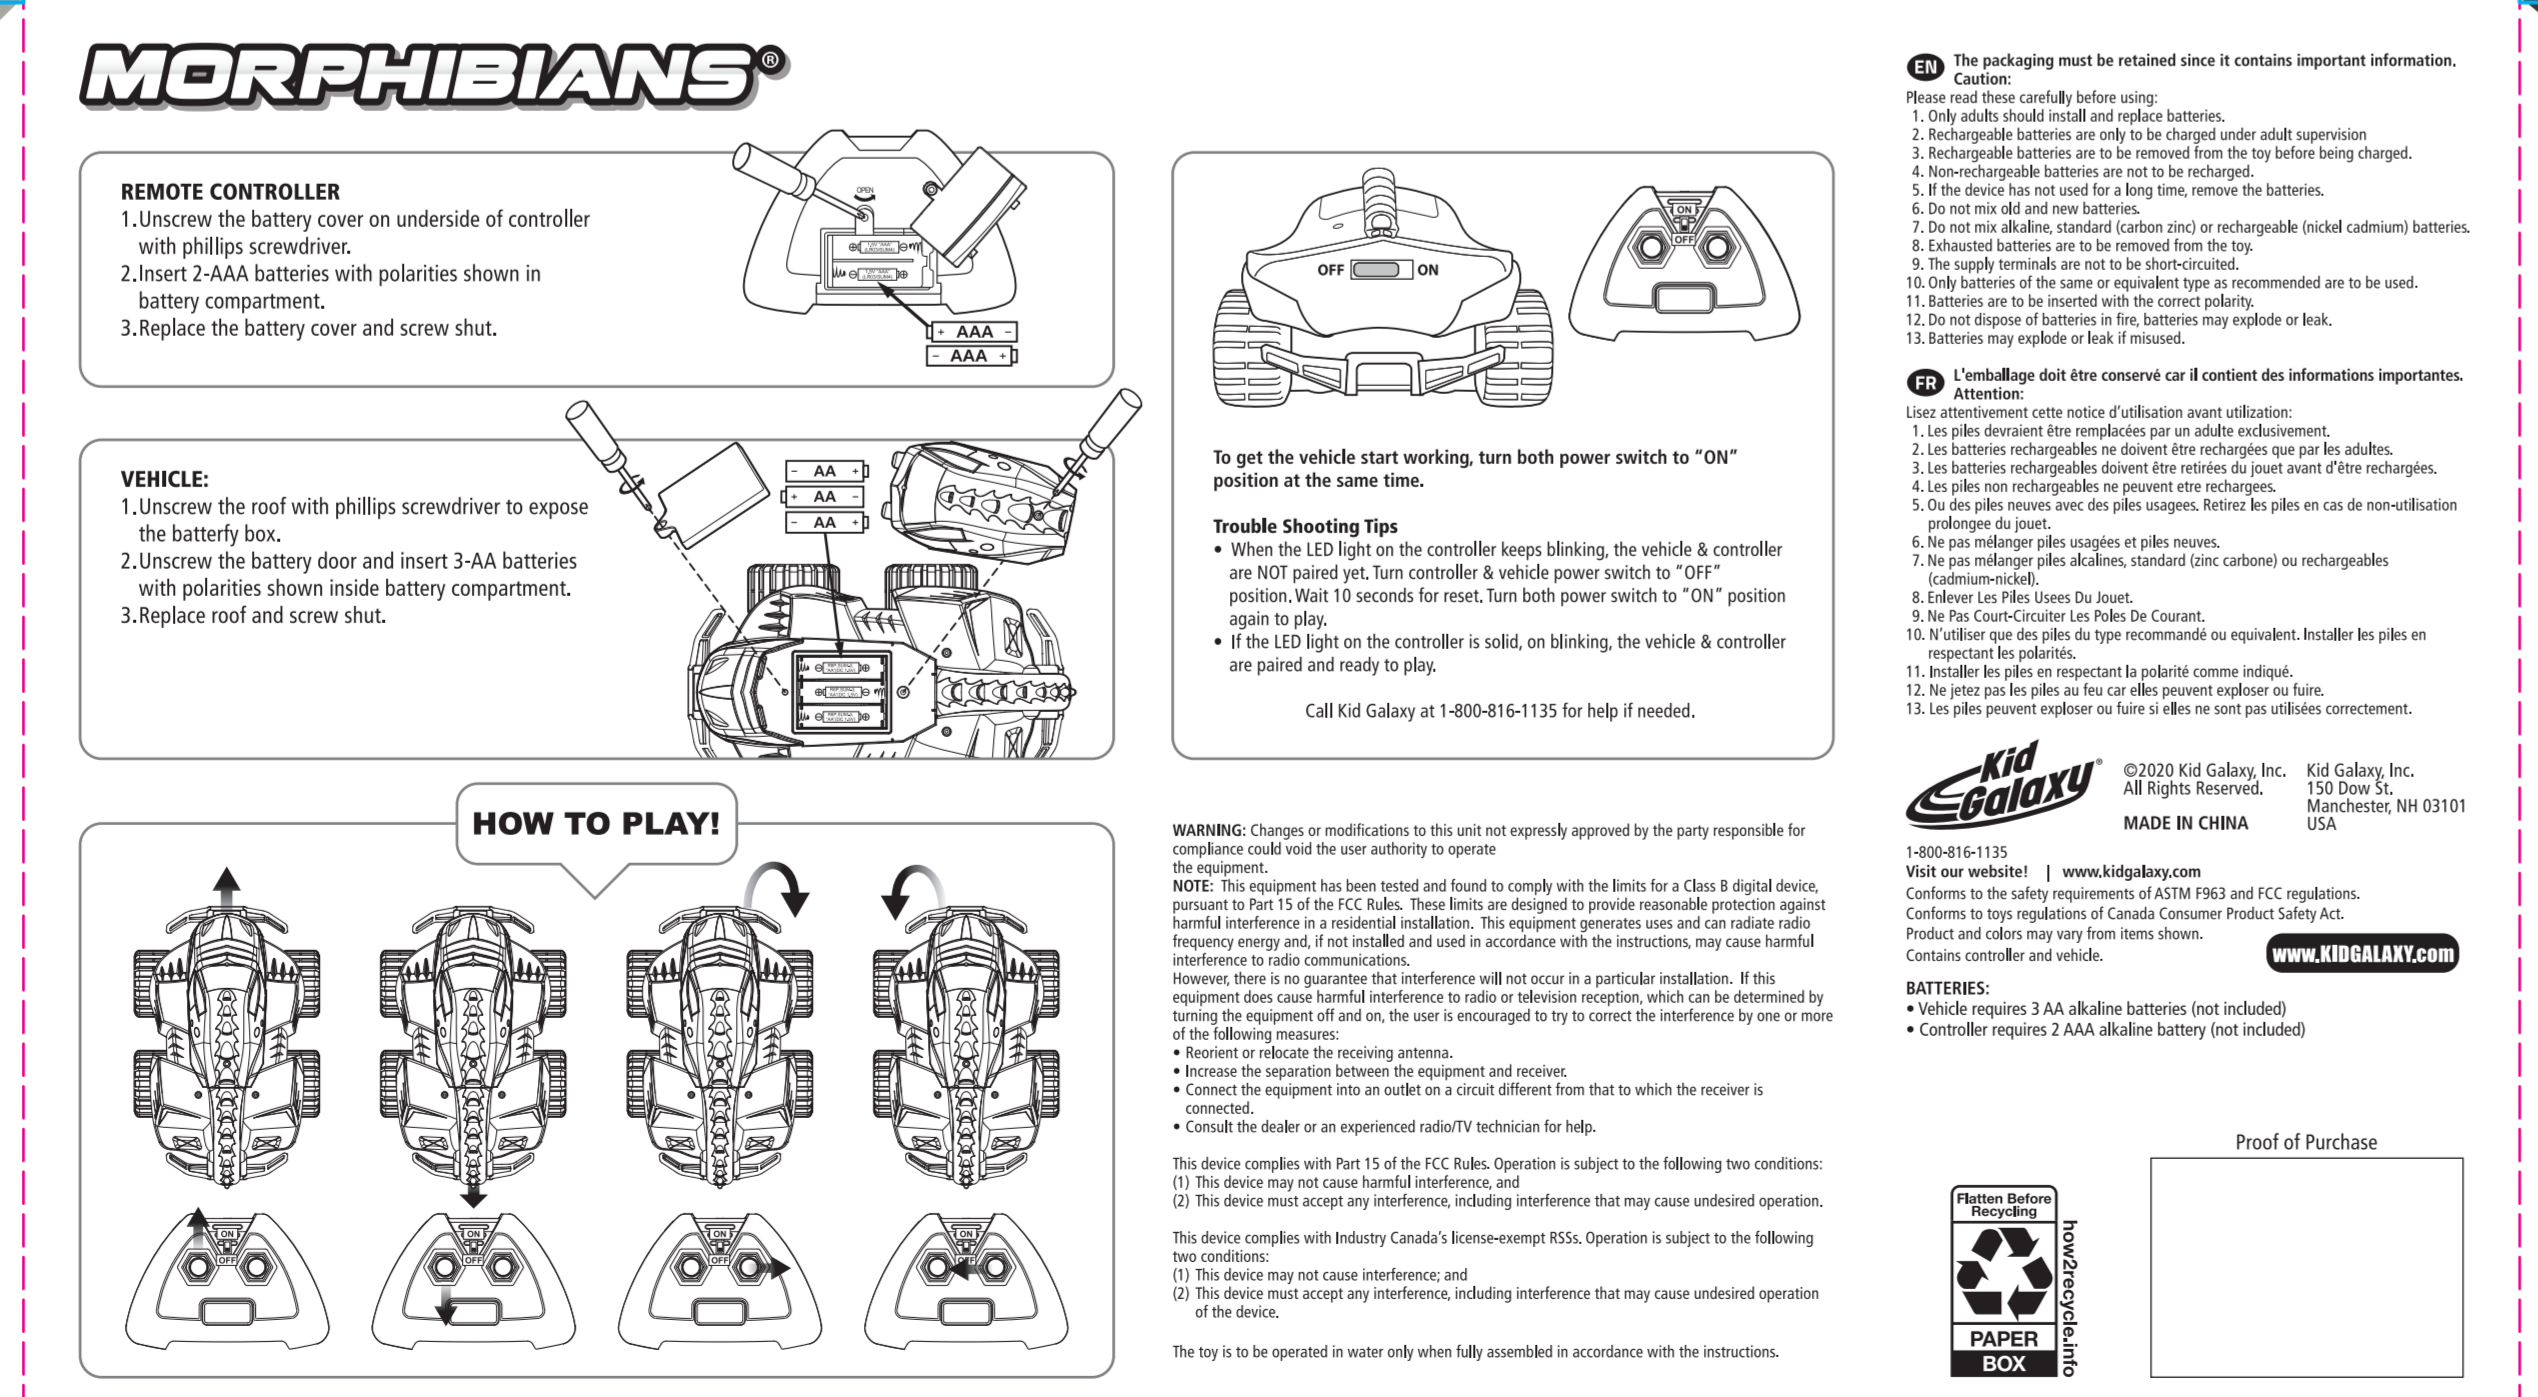 MORPHIBIANS®
REMOTE CONTROLLER
1.Unscrew the battery cover on underside of controller
with phillips screwdriver.
2.Insert 2-AAA batteries with polarities shown in
battery compartment.
3.Replace the battery cover and screw shut.
OPEN
+ AAA −
− AAA +
VEHICLE:
1.Unscrew the roof with phillips screwdriver to expose
the batterfy box.
2.Unscrew the battery door and insert 3-AA batteries
with polarities shown inside battery compartment.
3.Replace roof and screw shut.
− AA +
+ AA −
− AA +
HOW TO PLAY!
ON
OFF
ON
OFF
ON
OFF
ON
OFF
OFF ON
ON
OFF
To get the vehicle start working, turn both power switch to “ON”
position at the same time.
Trouble Shooting Tips
• When the LED light on the controller keeps blinking, the vehicle & controller
are NOT paired yet. Turn controller & vehicle power switch to “OFF”
position. Wait 10 seconds for reset. Turn both power switch to “ON” position
again to play.
• If the LED light on the controller is solid, on blinking, the vehicle & controller
are paired and ready to play.
Call Kid Galaxy at 1-800-816-1135 for help if needed.
WARNING: Changes or modifications to this unit not expressly approved by the party responsible for
compliance could void the user authority to operate
the equipment.
NOTE: This equipment has been tested and found to comply with the limits for a Class B digital device,
pursuant to Part 15 of the FCC Rules. These limits are designed to provide reasonable protection against
harmful interference in a residential installation. This equipment generates uses and can radiate radio
frequency energy and, if not installed and used in accordance with the instructions, may cause harmful
interference to radio communications.
However, there is no guarantee that interference will not occur in a particular installation. If this
equipment does cause harmful interference to radio or television reception, which can be determined by
turning the equipment off and on, the user is encouraged to try to correct the interference by one or more
of the following measures:
• Reorient or relocate the receiving antenna.
• Increase the separation between the equipment and receiver.
• Connect the equipment into an outlet on a circuit different from that to which the receiver is
connected.
• Consult the dealer or an experienced radio/TV technician for help.
This device complies with Part 15 of the FCC Rules. Operation is subject to the following two conditions:
(1) This device may not cause harmful interference, and
(2) This device must accept any interference, including interference that may cause undesired operation.
This device complies with Industry Canada’s license-exempt RSSs. Operation is subject to the following
two conditions:
(1) This device may not cause interference; and
(2) This device must accept any interference, including interference that may cause undesired operation
of the device.
The toy is to be operated in water only when fully assembled in accordance with the instructions.
EN The packaging must be retained since it contains important information.
Caution:
Please read these carefully before using:
1. Only adults should install and replace batteries.
2. Rechargeable batteries are only to be charged under adult supervision
3. Rechargeable batteries are to be removed from the toy before being charged.
4. Non-rechargeable batteries are not to be recharged.
5. If the device has not used for a long time, remove the batteries.
6. Do not mix old and new batteries.
7. Do not mix alkaline, standard (carbon zinc) or rechargeable (nickel cadmium) batteries.
8. Exhausted batteries are to be removed from the toy.
9. The supply terminals are not to be short-circuited.
10. Only batteries of the same or equivalent type as recommended are to be used.
11. Batteries are to be inserted with the correct polarity.
12. Do not dispose of batteries in fire, batteries may explode or leak.
13. Batteries may explode or leak if misused.
FR L'emballage doit être conservé car il contient des informations importantes.
Attention:
Lisez attentivement cette notice d’utilisation avant utilization:
1. Les piles devraient être remplacées par un adulte exclusivement.
2. Les batteries rechargeables ne doivent être rechargées que par les adultes.
3. Les batteries rechargeables doivent être retirées du jouet avant d'être rechargées.
4. Les piles non rechargeables ne peuvent etre rechargees.
5. Ou des piles neuves avec des piles usagees. Retirez les piles en cas de non-utilisation
prolongee du jouet.
6. Ne pas mélanger piles usagées et piles neuves.
7. Ne pas mélanger piles alcalines, standard (zinc carbone) ou rechargeables
(cadmium-nickel).
8. Enlever Les Piles Usees Du Jouet.
9. Ne Pas Court-Circuiter Les Poles De Courant.
10. N’utiliser que des piles du type recommandé ou equivalent. Installer les piles en
respectant les polarités.
11. Installer les piles en respectant la polarité comme indiqué.
12. Ne jetez pas les piles au feu car elles peuvent exploser ou fuire.
13. Les piles peuvent exploser ou fuire si elles ne sont pas utilisées correctement.
Kid
Galaxy®
©2020 Kid Galaxy, Inc.
All Rights Reserved.
MADE IN CHINA
Kid Galaxy, Inc.
150 Dow St.
Manchester, NH 03101
USA
1-800-816-1135
Visit our website! | www.kidgalaxy.com
Conforms to the safety requirements of ASTM F963 and FCC regulations.
Conforms to toys regulations of Canada Consumer Product Safety Act.
Product and colors may vary from items shown.
Contains controller and vehicle.
www.KIDGALAXY.com
BATTERIES:
• Vehicle requires 3 AA alkaline batteries (not included)
• Controller requires 2 AAA alkaline battery (not included)
Flatten Before
Recycling
PAPER
BOX
how2recycle.info
Proof of Purchase